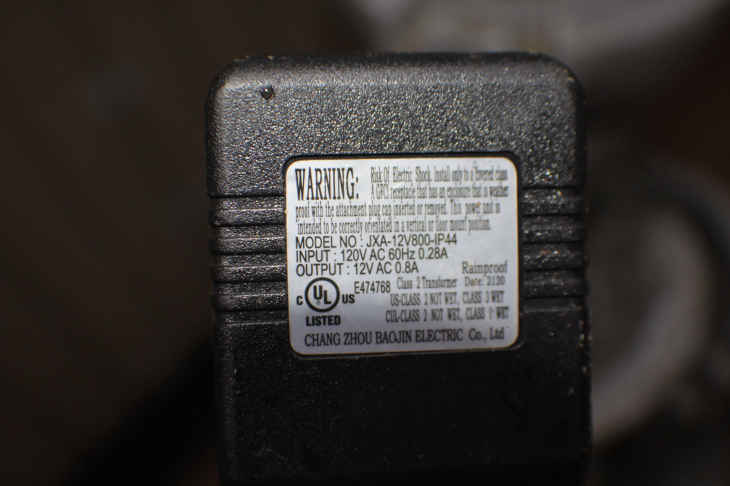 WARNING: Risk Of Electric Shock. Install only to a covered class
A GFCI receptacle that has an enclosure that is weather
proof with the attachment plug cap inserted or removed. This power unit is
intended to be correctly orientated in a vertical or floor mount position.
MODEL NO : JXA-12V800-IP44
INPUT : 120V AC 60Hz 0.28A
OUTPUT : 12V AC 0.8A Rainproof
E474768 Class 2 Transformer Date: 2130
C UL US
LISTED
US-CLASS 2 NOT WET, CLASS 3 WET
CUL-CLASS 2 NOT WET, CLASS 1 WET
CHANG ZHOU BAOJIN ELECTRIC Co., Ltd